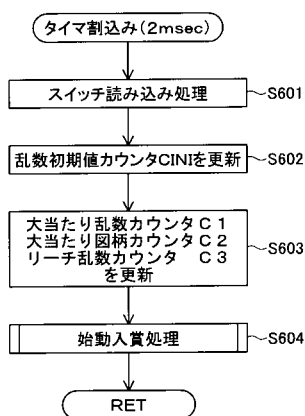 タイマ割込み(2msec)
スイッチ読み込み処理
S601
乱数初期値カウンタCINIを更新
S602
大当たり乱数カウンタC1
大当たり図柄カウンタC2
リーチ乱数カウンタ C3
を更新
S603
始動入賞処理
S604
RET